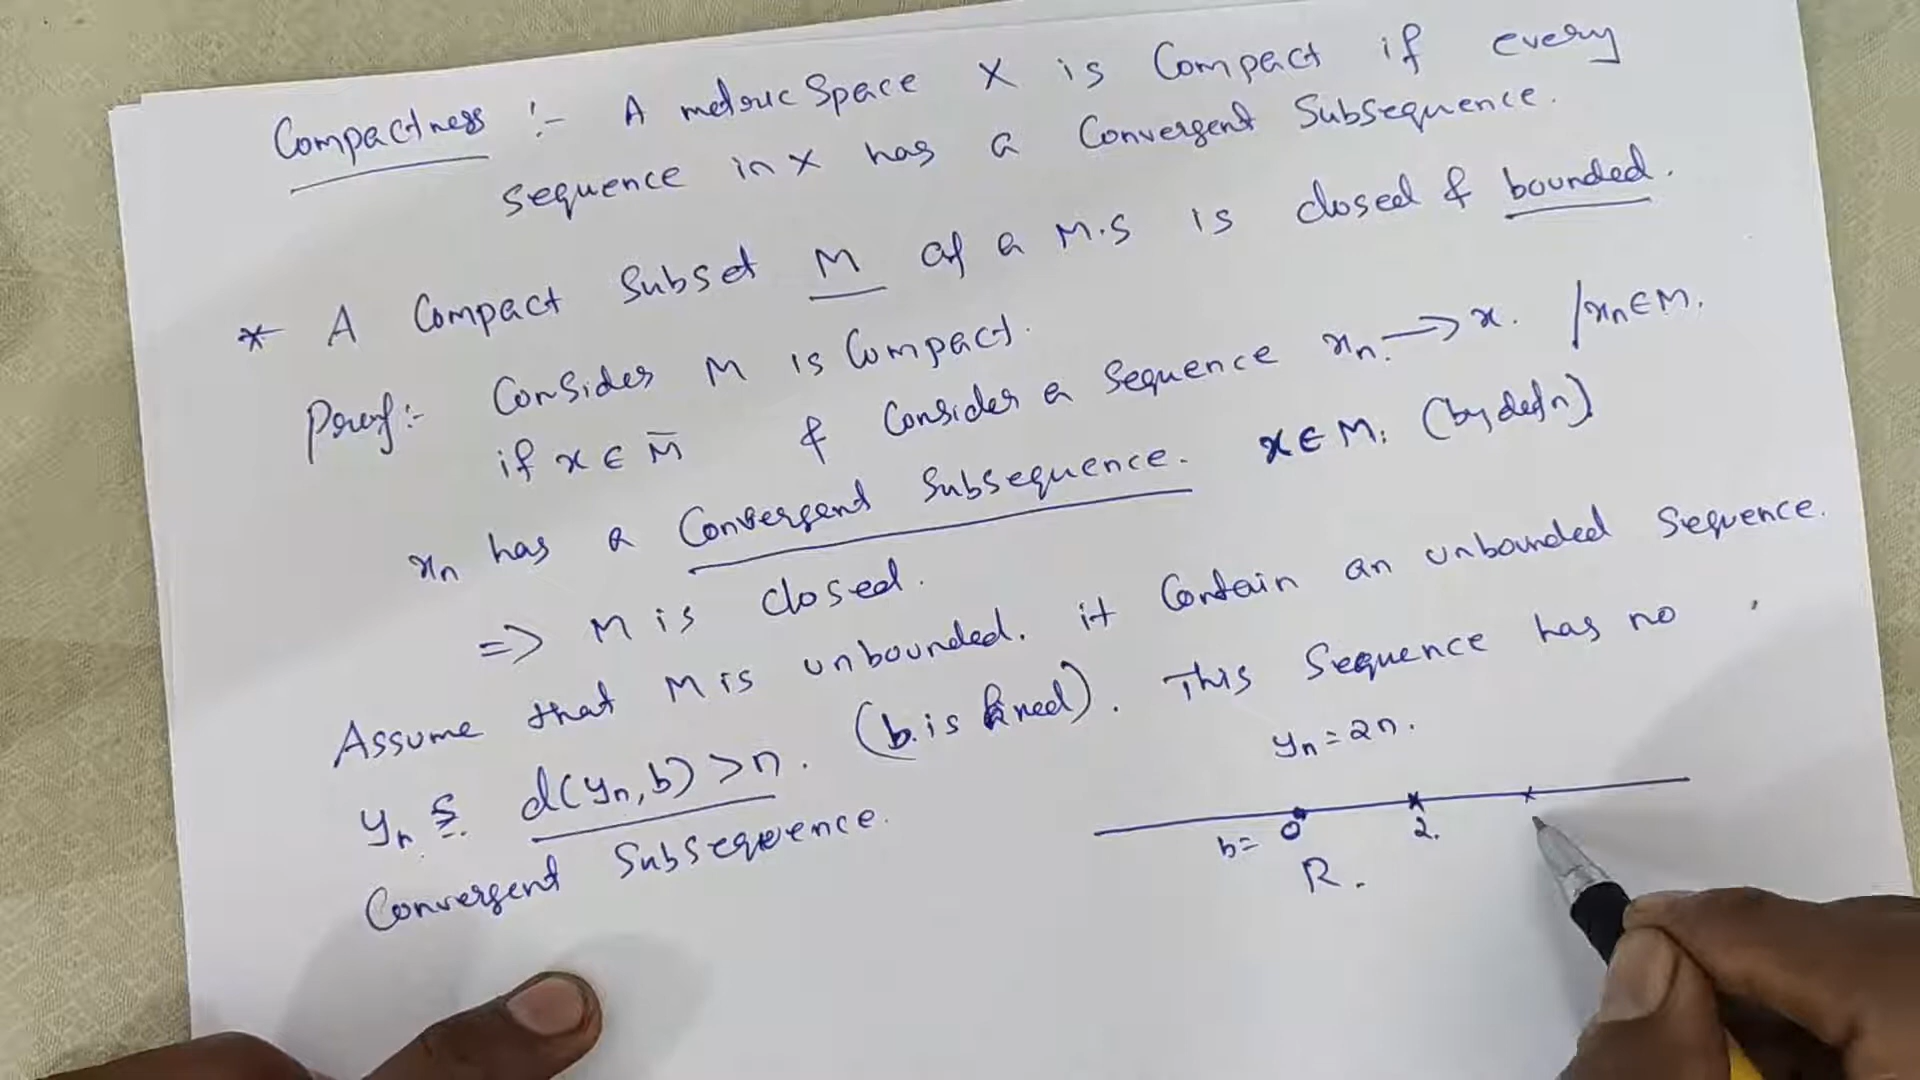 Compactness :- A metric Space X is Compact if every
sequence in X has a Convergent Subsequence.
* A Compact Subset M of a M.S is closed & bounded.
Proof:- Consider M is Compact.
if x ∈ M̄ & Consider a sequence xn → x. /xn ∈ M.
xn has a Convergent Subsequence. x ∈ M. (by defn)
=> M is closed.
Assume that M is unbounded. it Contain an unbounded Sequence.
yn d(yn, b) > n. (b is fixed). This Sequence has no
Convergent Subsequence.
yn = 2n.
b= 0 2.
R.